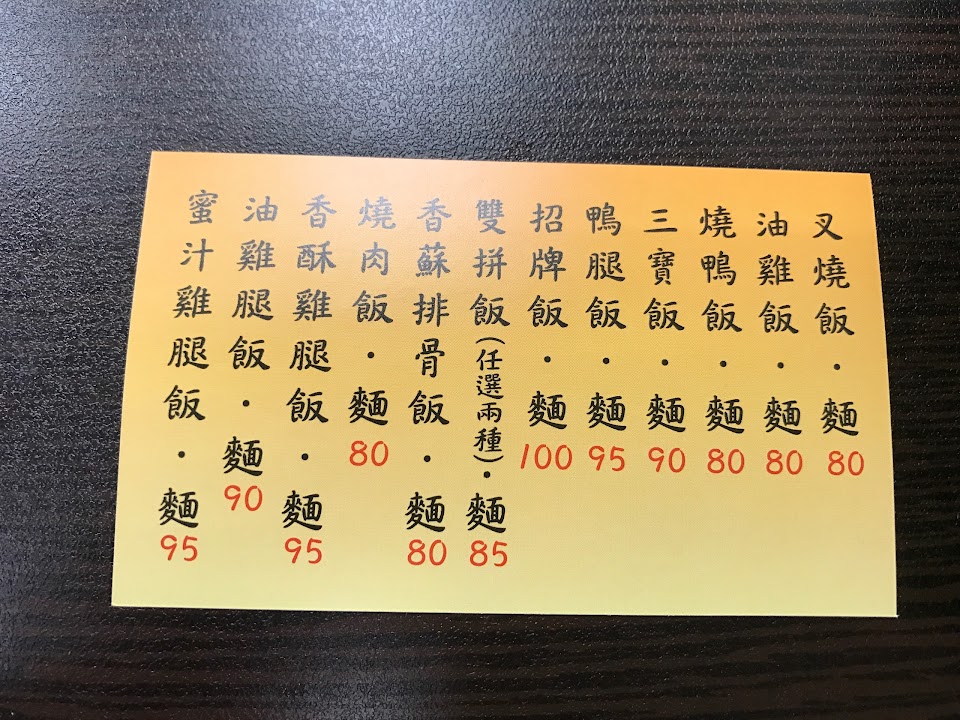 叉燒飯·麵80
油雞飯·麵80
燒鴨飯·麵80
三寶飯·麵90
鴨腿飯·麵95
招牌飯·麵100
雙拼飯(任選兩種)·麵85
香蘇排骨飯·麵80
燒肉飯·麵80
香酥雞腿飯·麵95
油雞腿飯·麵90
蜜汁雞腿飯·麵95